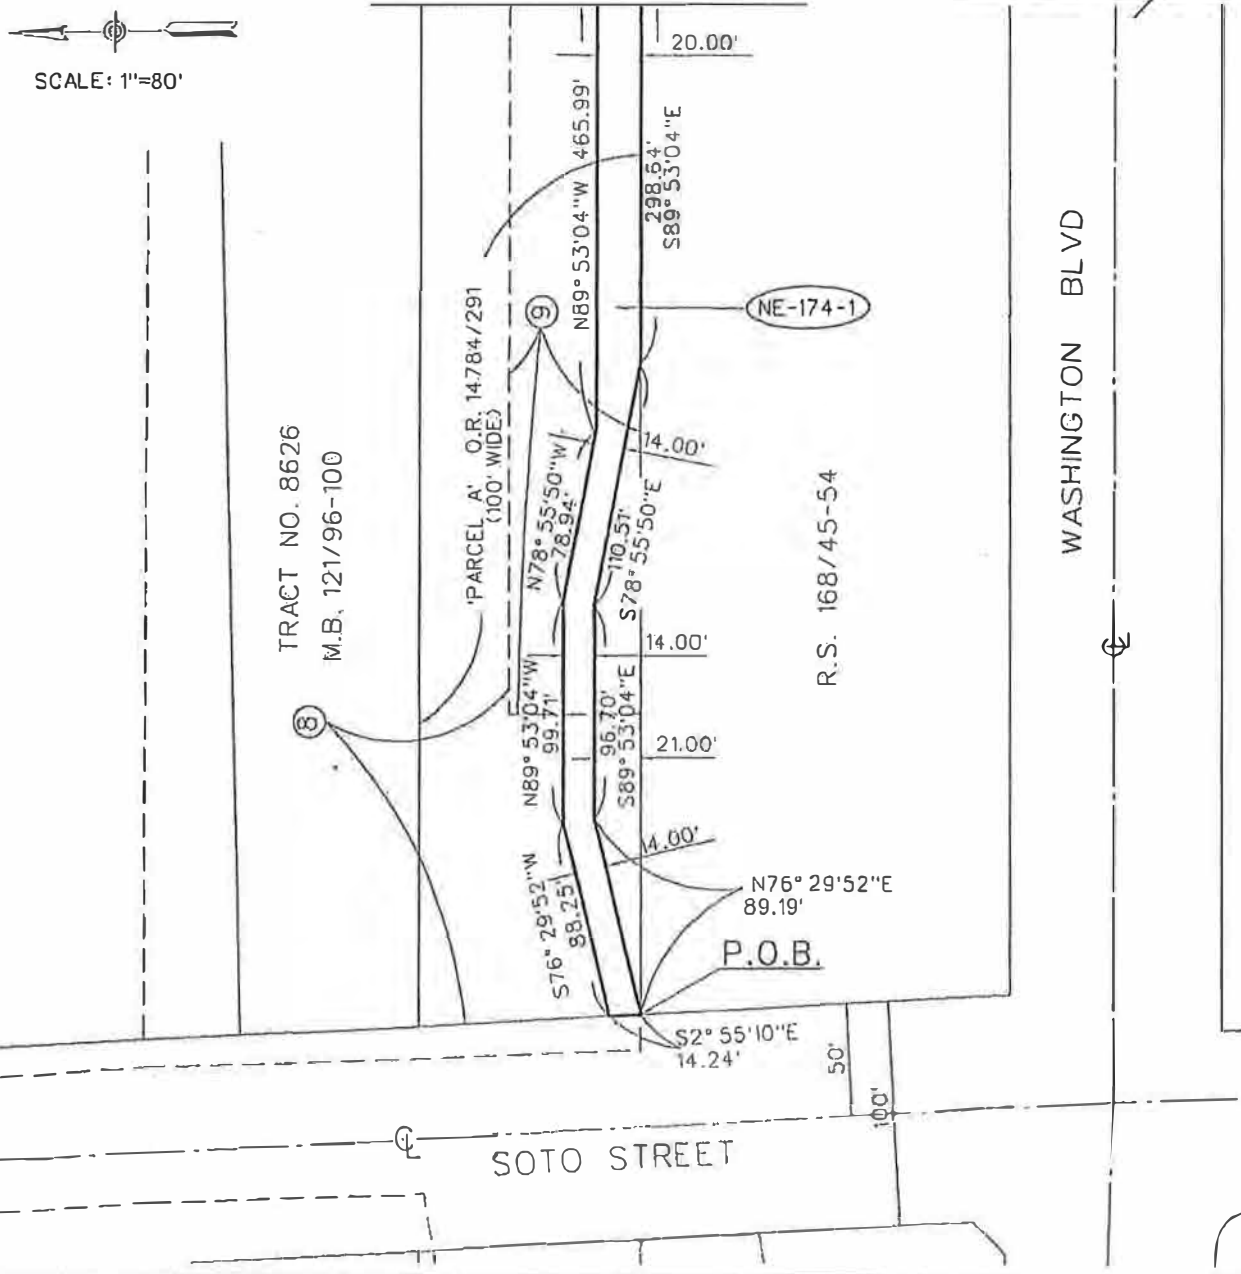 SCALE: 1"=80'
20.00'
N89°53'04"W 465.99'
298.64'
S89°53'04"E
WASHINGTON BLVD
NE-174-1
9
'PARCEL A' O.R. 14784/291
(100' WIDE)
TRACT NO. 8626
M.B. 121/96-100
14.00'
N78°55'50"W
78.94'
110.51'
S78°55'50"E
R.S. 168/45-54
14.00'
8
N89°53'04"W
99.71'
96.70'
S89°53'04"E
21.00'
14.00'
S76°29'52"W
88.25'
N76°29'52"E
89.19'
P.O.B.
S2°55'10"E
14.24'
50'
100'
CL
CL
SOTO STREET